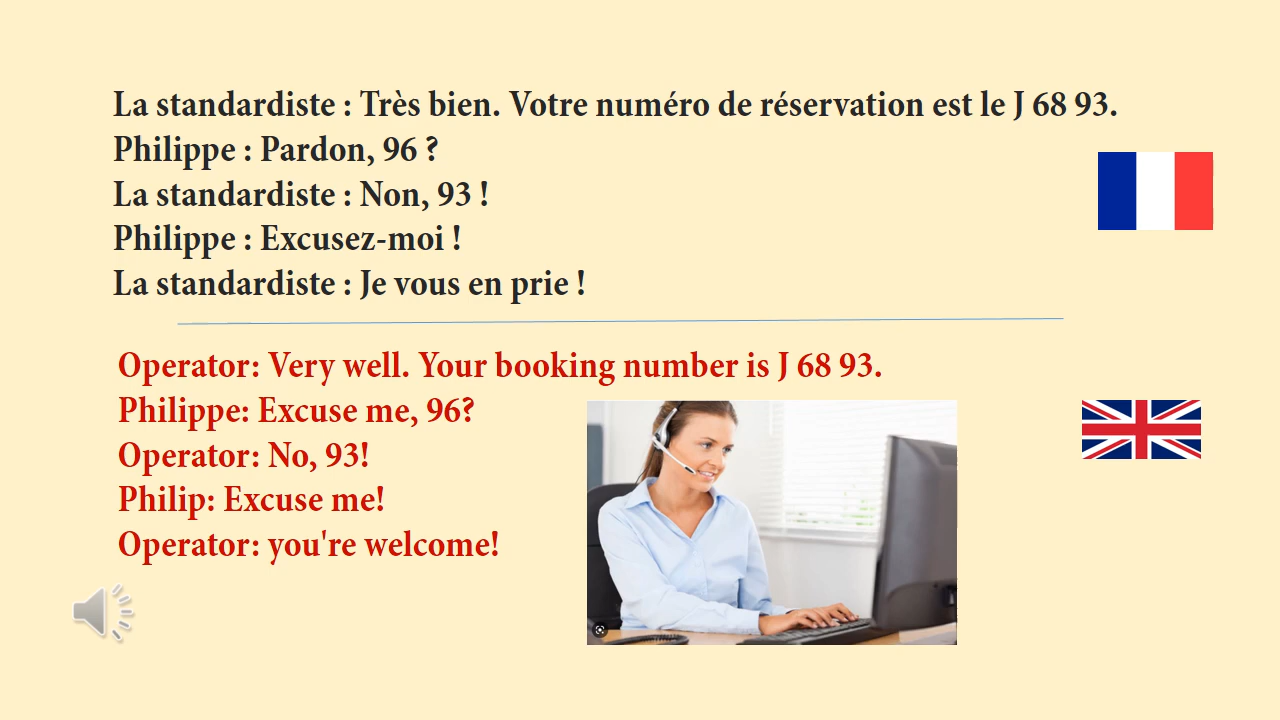 La standardiste : Très bien. Votre numéro de réservation est le J 68 93.
Philippe : Pardon, 96 ?
La standardiste : Non, 93 !
Philippe : Excusez-moi !
La standardiste : Je vous en prie !
Operator: Very well. Your booking number is J 68 93.
Philippe: Excuse me, 96?
Operator: No, 93!
Philip: Excuse me!
Operator: you're welcome!